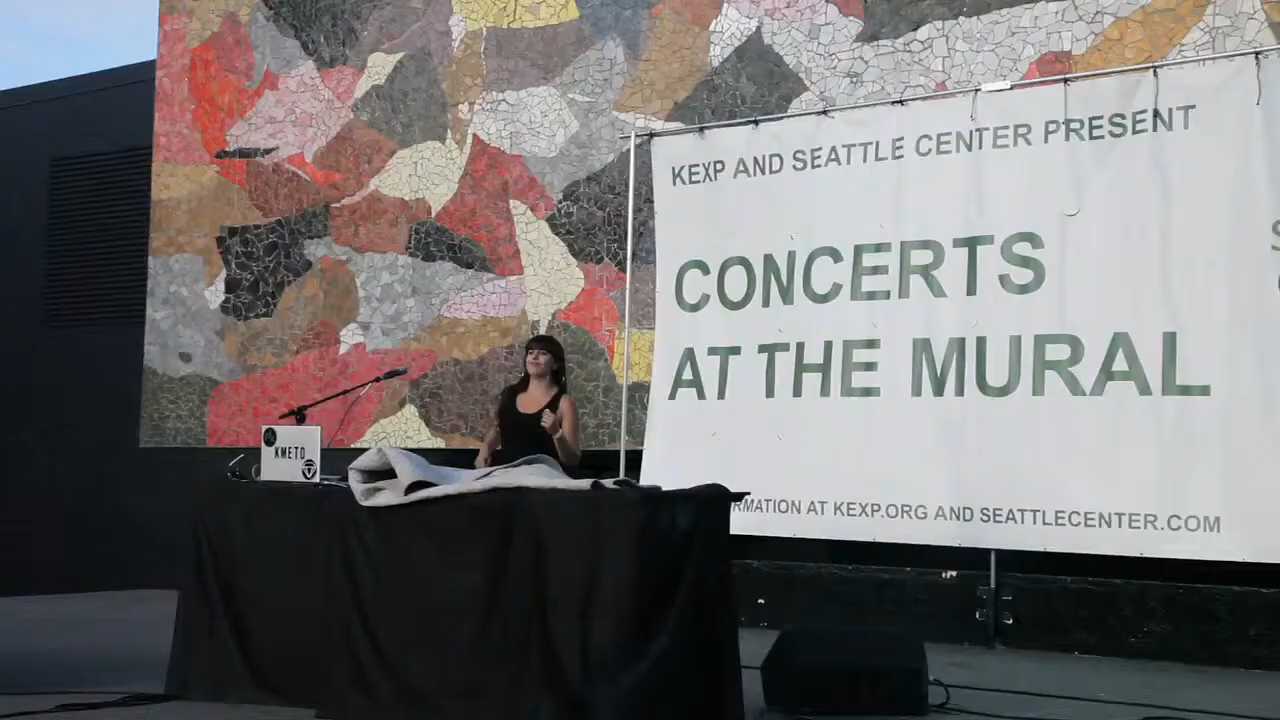 KEXP AND SEATTLE CENTER PRESENT
CONCERTS
AT THE MURAL
RMATION AT KEXP.ORG AND SEATTLECENTER.COM
KMETO